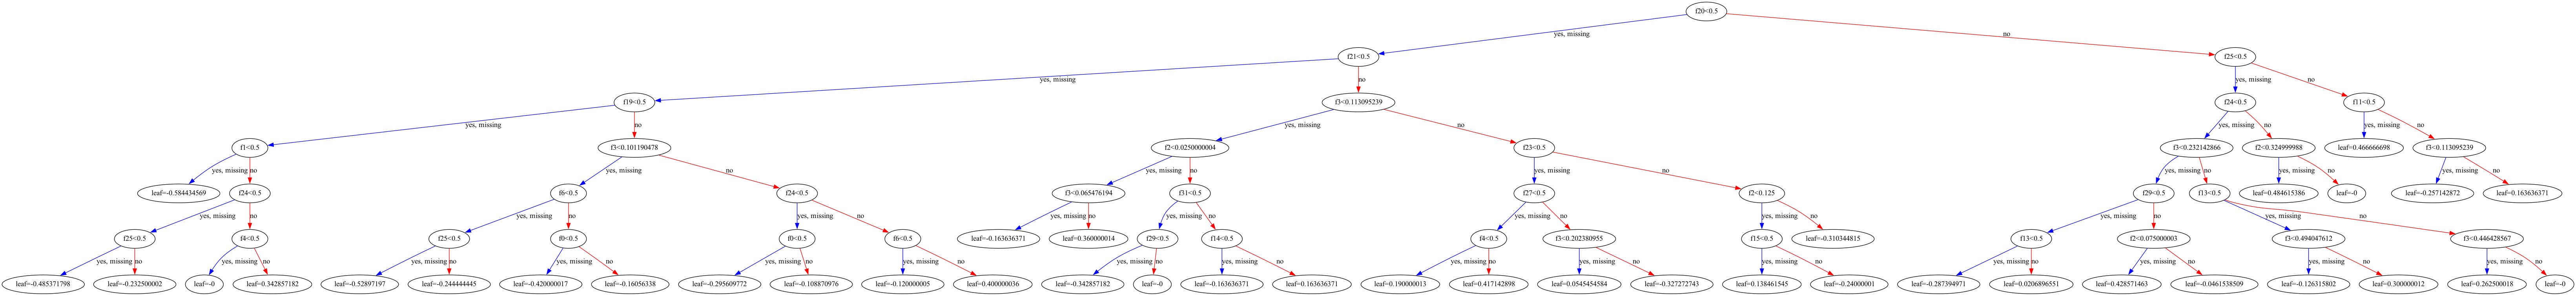 f20<0.5
yes, missing
no
f21<0.5
f25<0.5
yes, missing
no
yes, missing
no
f19<0.5
f3<0.113095239
f24<0.5
f11<0.5
yes, missing
no
yes, missing
no
yes, missing
no
yes, missing
no
f1<0.5
f3<0.101190478
f2<0.0250000004
f23<0.5
f3<0.232142866
f2<0.324999988
leaf=0.466666698
f3<0.113095239
yes, missing
no
yes, missing
no
yes, missing
no
yes, missing
no
yes, missing
no
yes, missing
no
yes, missing
no
leaf=-0.584434569
f24<0.5
f6<0.5
f24<0.5
f3<0.065476194
f31<0.5
f27<0.5
f2<0.125
f29<0.5
f13<0.5
leaf=0.484615386
leaf=-0
leaf=-0.257142872
leaf=0.163636371
yes, missing
no
yes, missing
no
yes, missing
no
yes, missing
no
yes, missing
no
yes, missing
no
yes, missing
no
yes, missing
no
yes, missing
no
f25<0.5
f4<0.5
f25<0.5
f0<0.5
f0<0.5
f6<0.5
leaf=-0.163636371
leaf=0.360000014
f29<0.5
f14<0.5
f4<0.5
f3<0.202380955
f15<0.5
leaf=-0.310344815
f13<0.5
f2<0.075000003
f3<0.494047612
f3<0.446428567
yes, missing
no
yes, missing
no
yes, missing
no
yes, missing
no
yes, missing
no
yes, missing
no
yes, missing
no
yes, missing
no
yes, missing
no
yes, missing
no
yes, missing
no
yes, missing
no
yes, missing
no
yes, missing
no
yes, missing
no
leaf=-0.485371798
leaf=-0.232500002
leaf=-0
leaf=0.342857182
leaf=-0.52897197
leaf=-0.244444445
leaf=-0.420000017
leaf=-0.16056338
leaf=-0.295609772
leaf=-0.108870976
leaf=-0.120000005
leaf=0.400000036
leaf=-0.342857182
leaf=-0
leaf=-0.163636371
leaf=0.163636371
leaf=0.190000013
leaf=0.417142898
leaf=0.0545454584
leaf=-0.327272743
leaf=0.138461545
leaf=-0.24000001
leaf=-0.287394971
leaf=0.0206896551
leaf=0.428571463
leaf=-0.0461538509
leaf=-0.126315802
leaf=0.300000012
leaf=0.262500018
leaf=-0